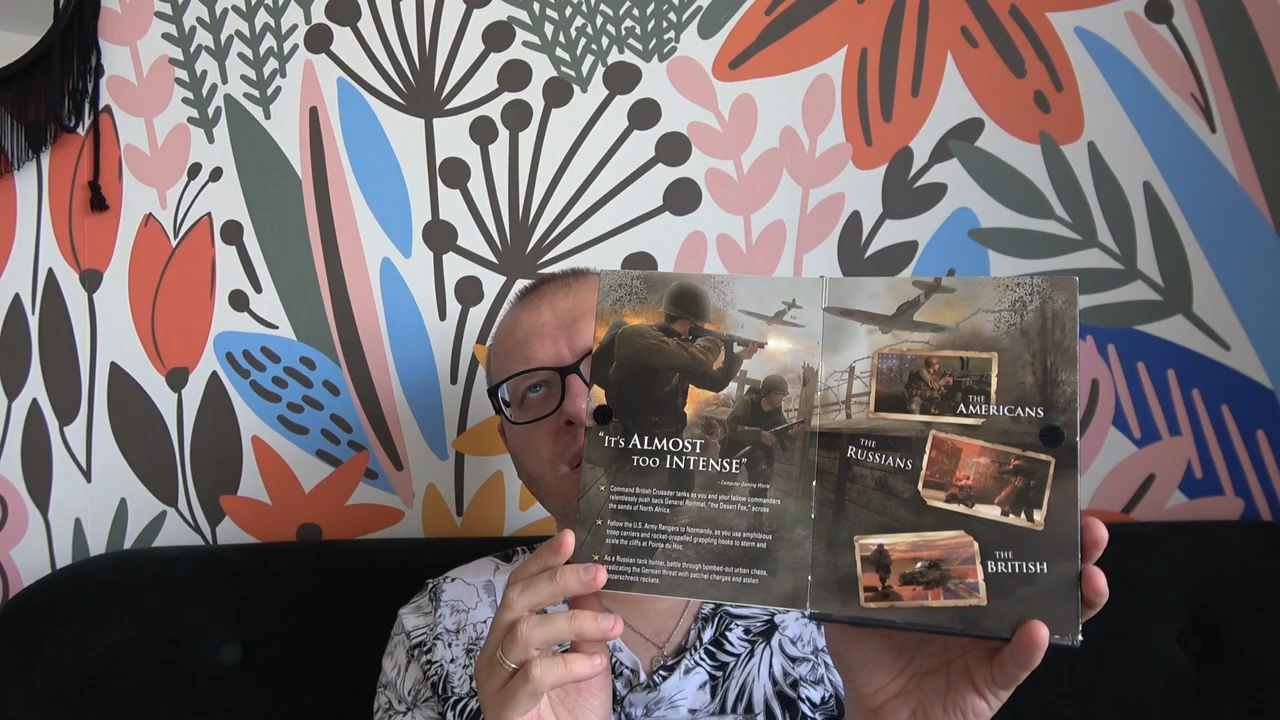 "IT'S ALMOST
TOO INTENSE"
– Computer Gaming World
Command British Crusader tanks as you and your fellow commanders
relentlessly push back General Rommel, "the Desert Fox," across
the sands of North Africa.
Follow the U.S. Army Rangers to Normandy, as you use amphibious
troop carriers and rocket-propelled grappling hooks to storm and
scale the cliffs at Pointe du Hoc.
As a Russian tank hunter, battle through bombed-out urban chaos,
eradicating the German threat with satchel charges and stolen
panzerschreck rockets.
THE
AMERICANS
THE
RUSSIANS
THE
BRITISH